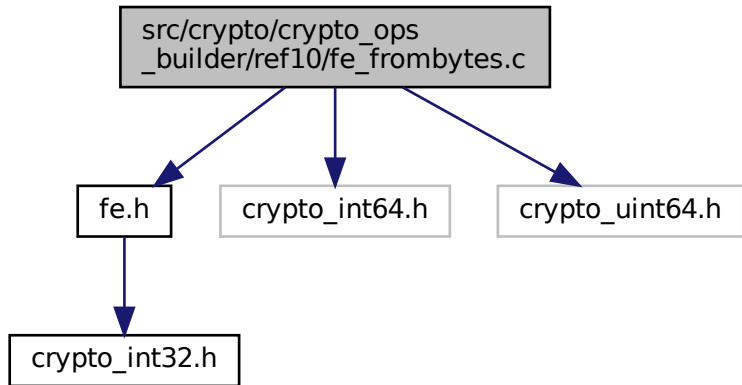 src/crypto/crypto_ops
_builder/ref10/fe_frombytes.c
fe.h
crypto_int64.h
crypto_uint64.h
crypto_int32.h